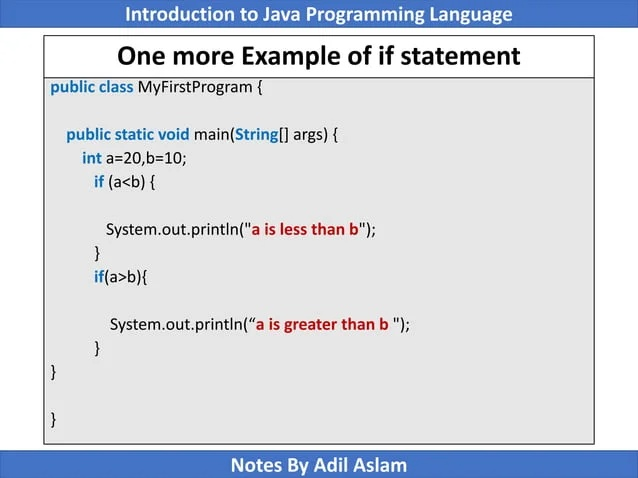 Introduction to Java Programming Language
One more Example of if statement
public class MyFirstProgram {
public static void main(String[] args) {
int a=20,b=10;
if (a<b) {
System.out.println("a is less than b");
}
if(a>b){
System.out.println(“a is greater than b ");
}
}
}
Notes By Adil Aslam